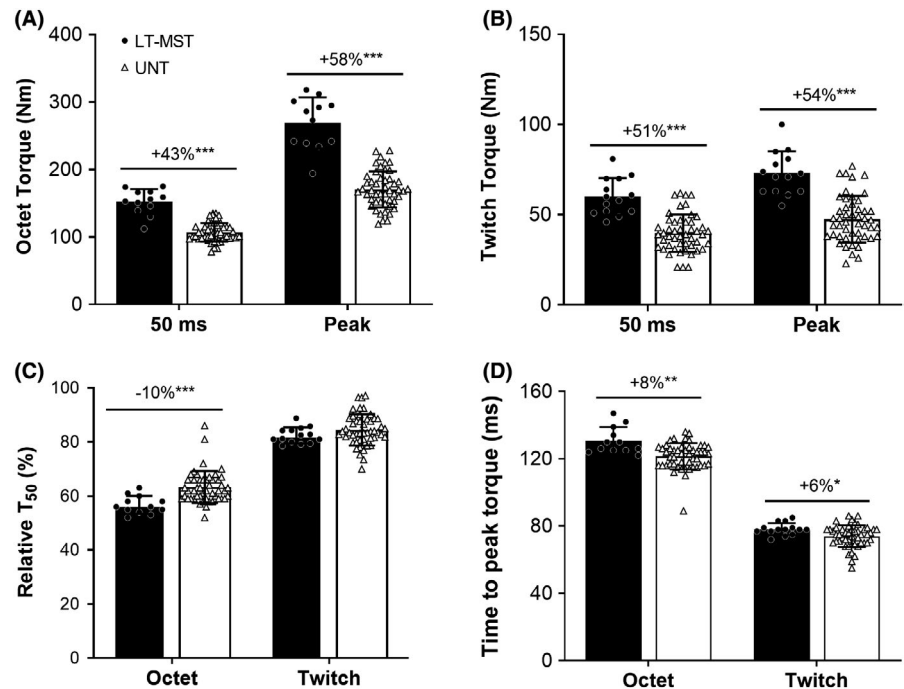 (A)
400
300
200
100
0
Octet Torque (Nm)
LT-MST
UNT
+43%***
+58%***
50 ms
Peak
(B)
150
100
50
0
Twitch Torque (Nm)
+51%***
+54%***
50 ms
Peak
(C)
100
80
60
40
20
0
Relative T50 (%)
-10%***
Octet
Twitch
(D)
160
120
80
40
0
Time to peak torque (ms)
+8%**
+6%*
Octet
Twitch